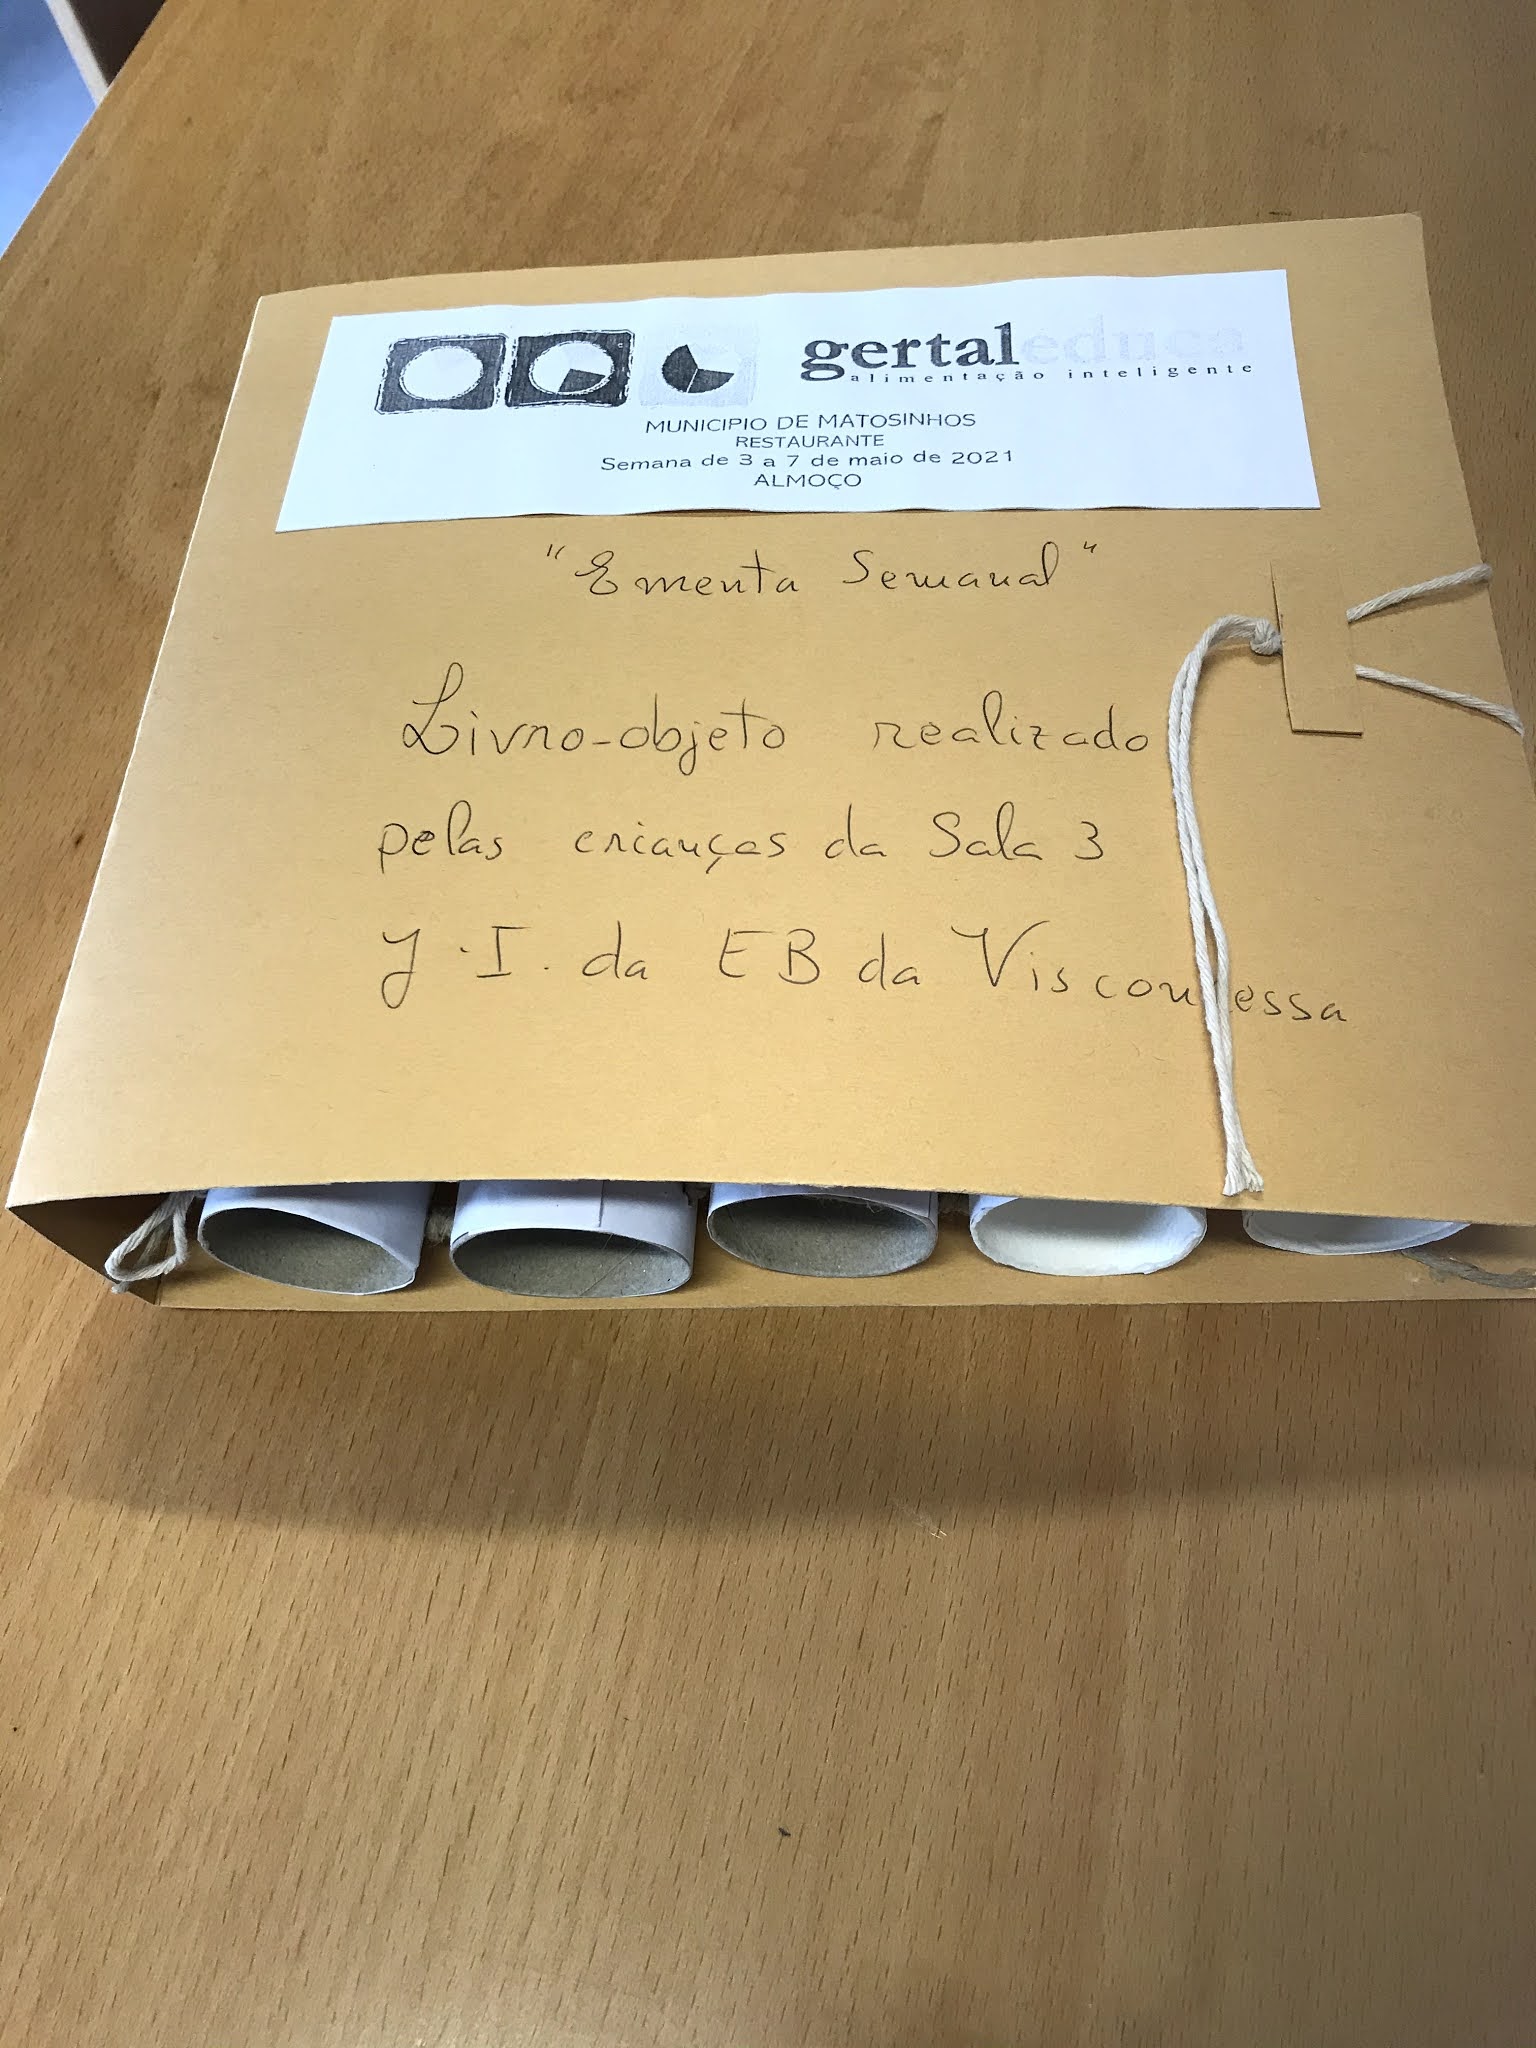 gertaleduca
alimentação inteligente
MUNICIPIO DE MATOSINHOS
RESTAURANTE
Semana de 3 a 7 de maio de 2021
ALMOÇO
"Ementa Semanal"
Livro-objeto realizado
pelas crianças da Sala 3
J.I. da EB da Viscondessa